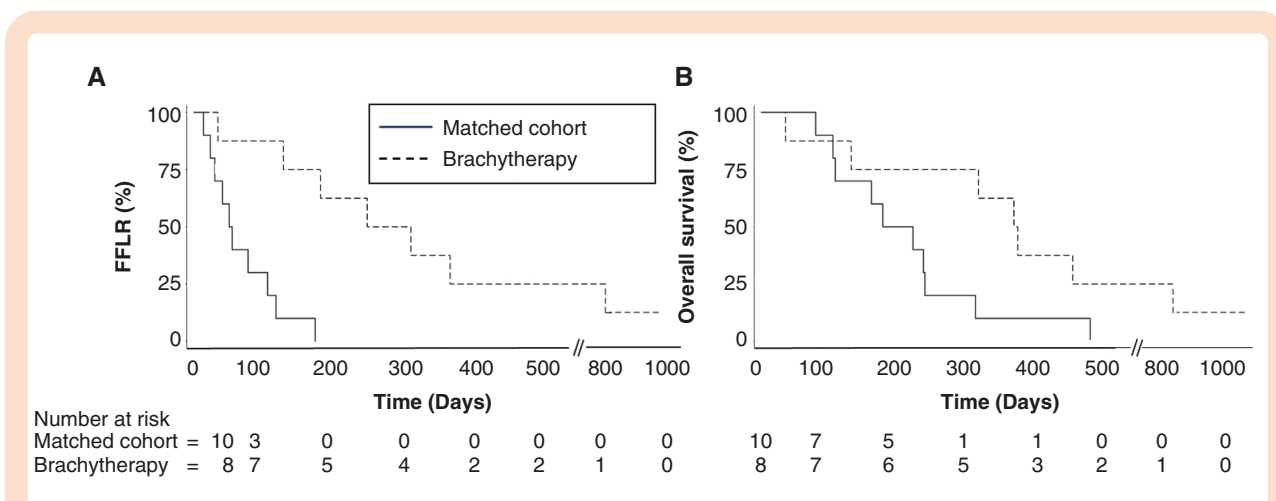 A
B
100
75
50
25
0
FFLR (%)
Matched cohort
Brachytherapy
0 100 200 300 400 500 800 1000
Time (Days)
100
75
50
25
0
Overall survival (%)
0 100 200 300 400 500 800 1000
Time (Days)
Number at risk
Matched cohort = 10 3 0 0 0 0 0 0 10 7 5 1 1 0 0 0
Brachytherapy = 8 7 5 4 2 2 1 0 8 7 6 5 3 2 1 0